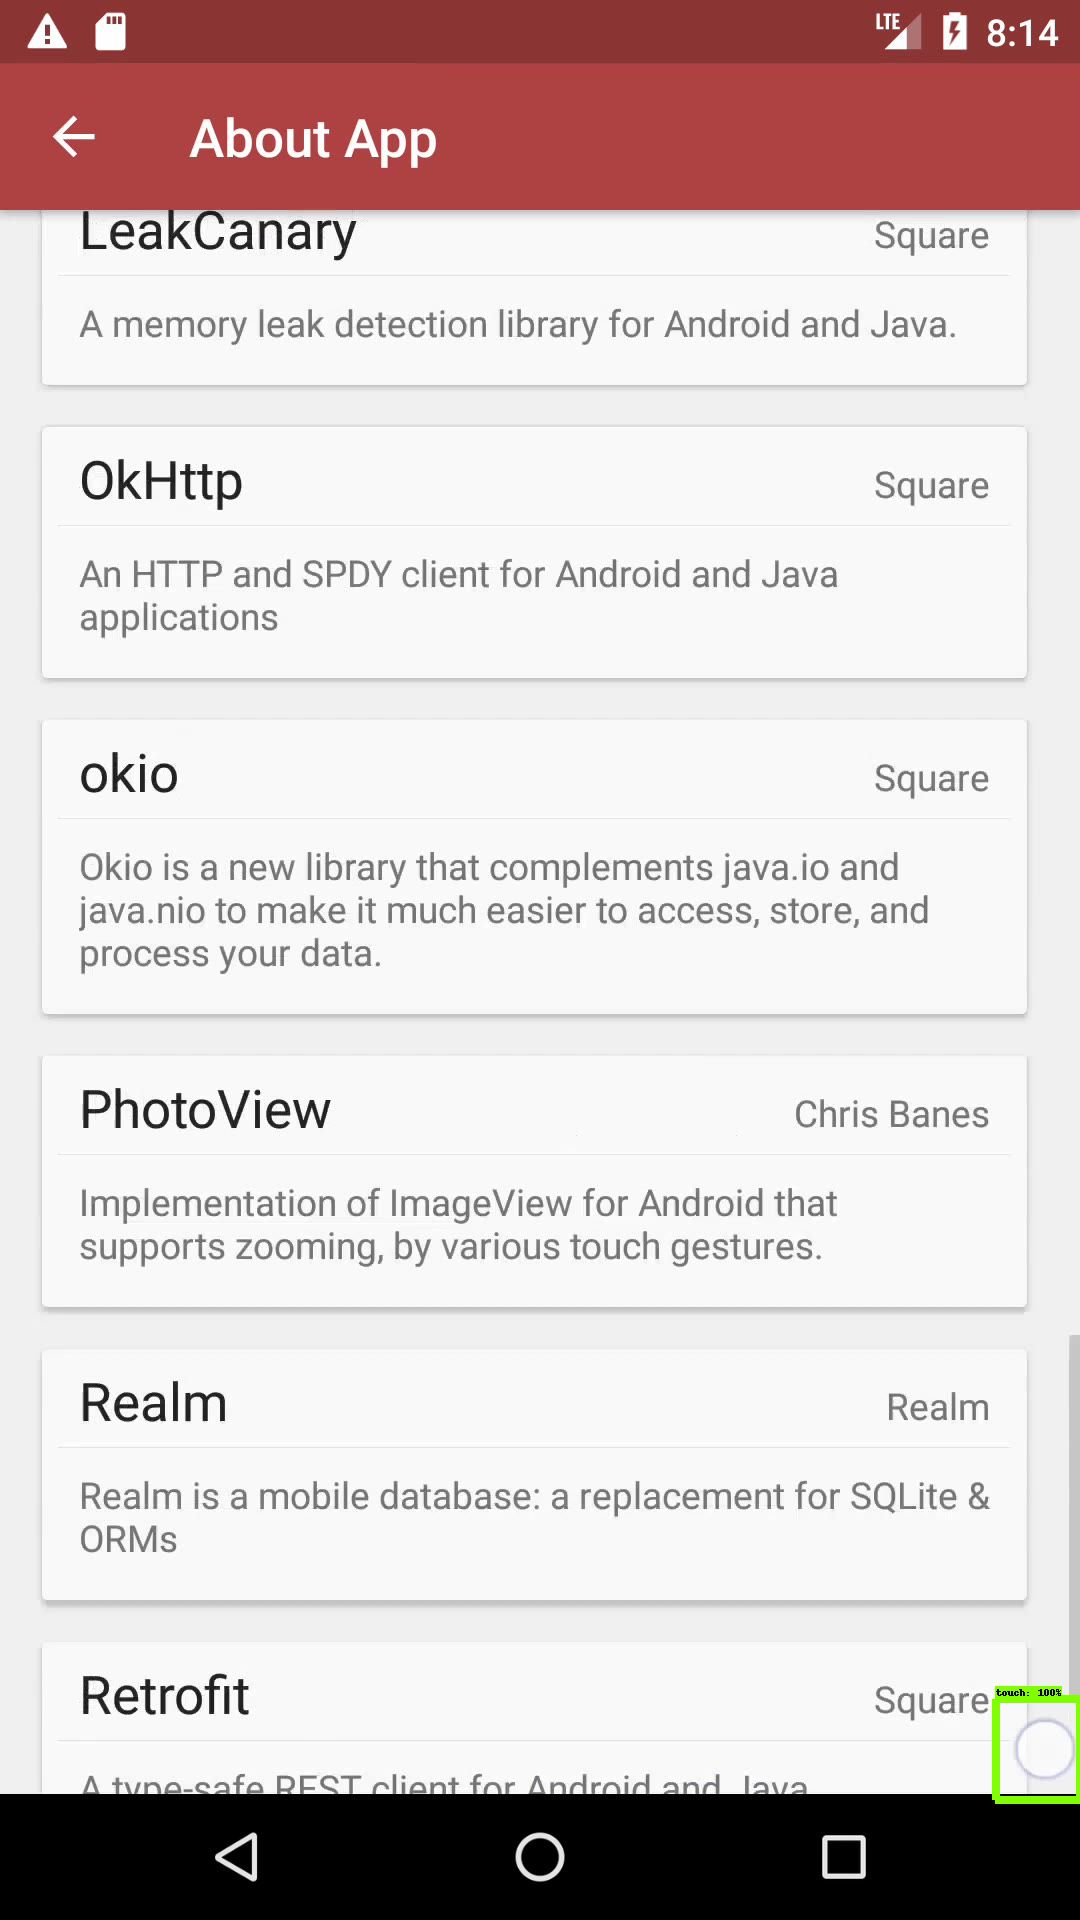 LTE 8:14
About App
LeakCanary Square
A memory leak detection library for Android and Java.
OkHttp Square
An HTTP and SPDY client for Android and Java
applications
okio Square
Okio is a new library that complements java.io and
java.nio to make it much easier to access, store, and
process your data.
PhotoView Chris Banes
Implementation of ImageView for Android that
supports zooming, by various touch gestures.
Realm Realm
Realm is a mobile database: a replacement for SQLite &
ORMs
Retrofit Square
touch: 100%
A type-safe REST client for Android and Java